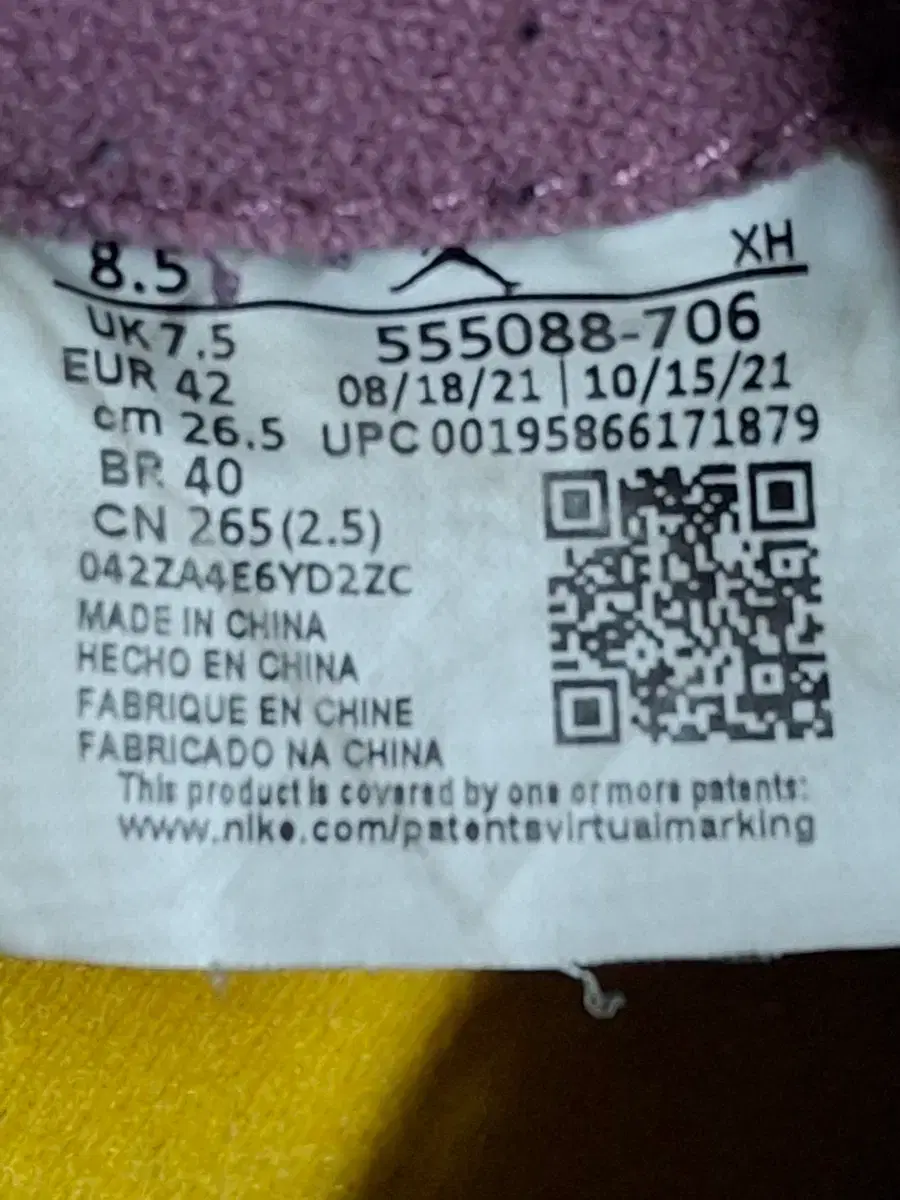 8.5 XH
UK 7.5 555088-706
EUR 42 08/18/21 | 10/15/21
cm 26.5 UPC 00195866171879
BR 40
CN 265(2.5)
042ZA4E6YD2ZC
MADE IN CHINA
HECHO EN CHINA
FABRIQUE EN CHINE
FABRICADO NA CHINA
This product is covered by one or more patents:
www.nike.com/patentsvirtualmarking